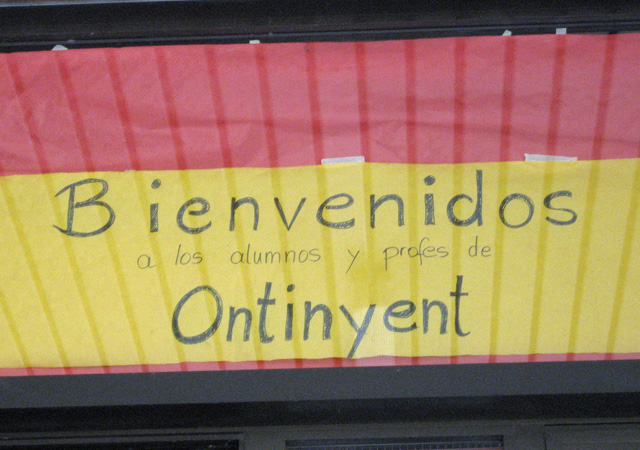 Bienvenidos
a los alumnos y profes de
Ontinyent